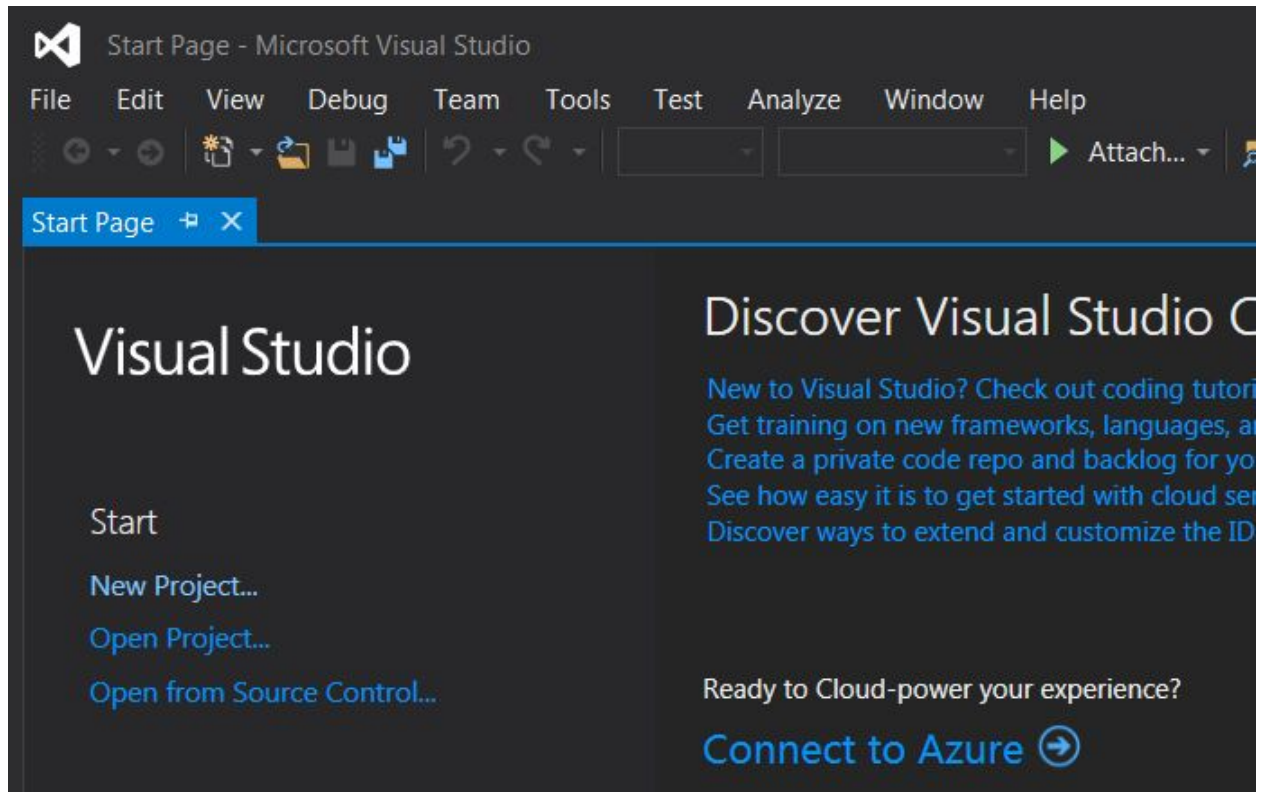 Start Page - Microsoft Visual Studio
File Edit View Debug Team Tools Test Analyze Window Help
Attach...
Start Page
Visual Studio
Start
New Project...
Open Project...
Open from Source Control...
Discover Visual Studio
New to Visual Studio? Check out coding
Get training on new frameworks, languages,
Create a private code repo and backlog for
See how easy it is to get started with cloud
Discover ways to extend and customize the
Ready to Cloud-power your experience?
Connect to Azure